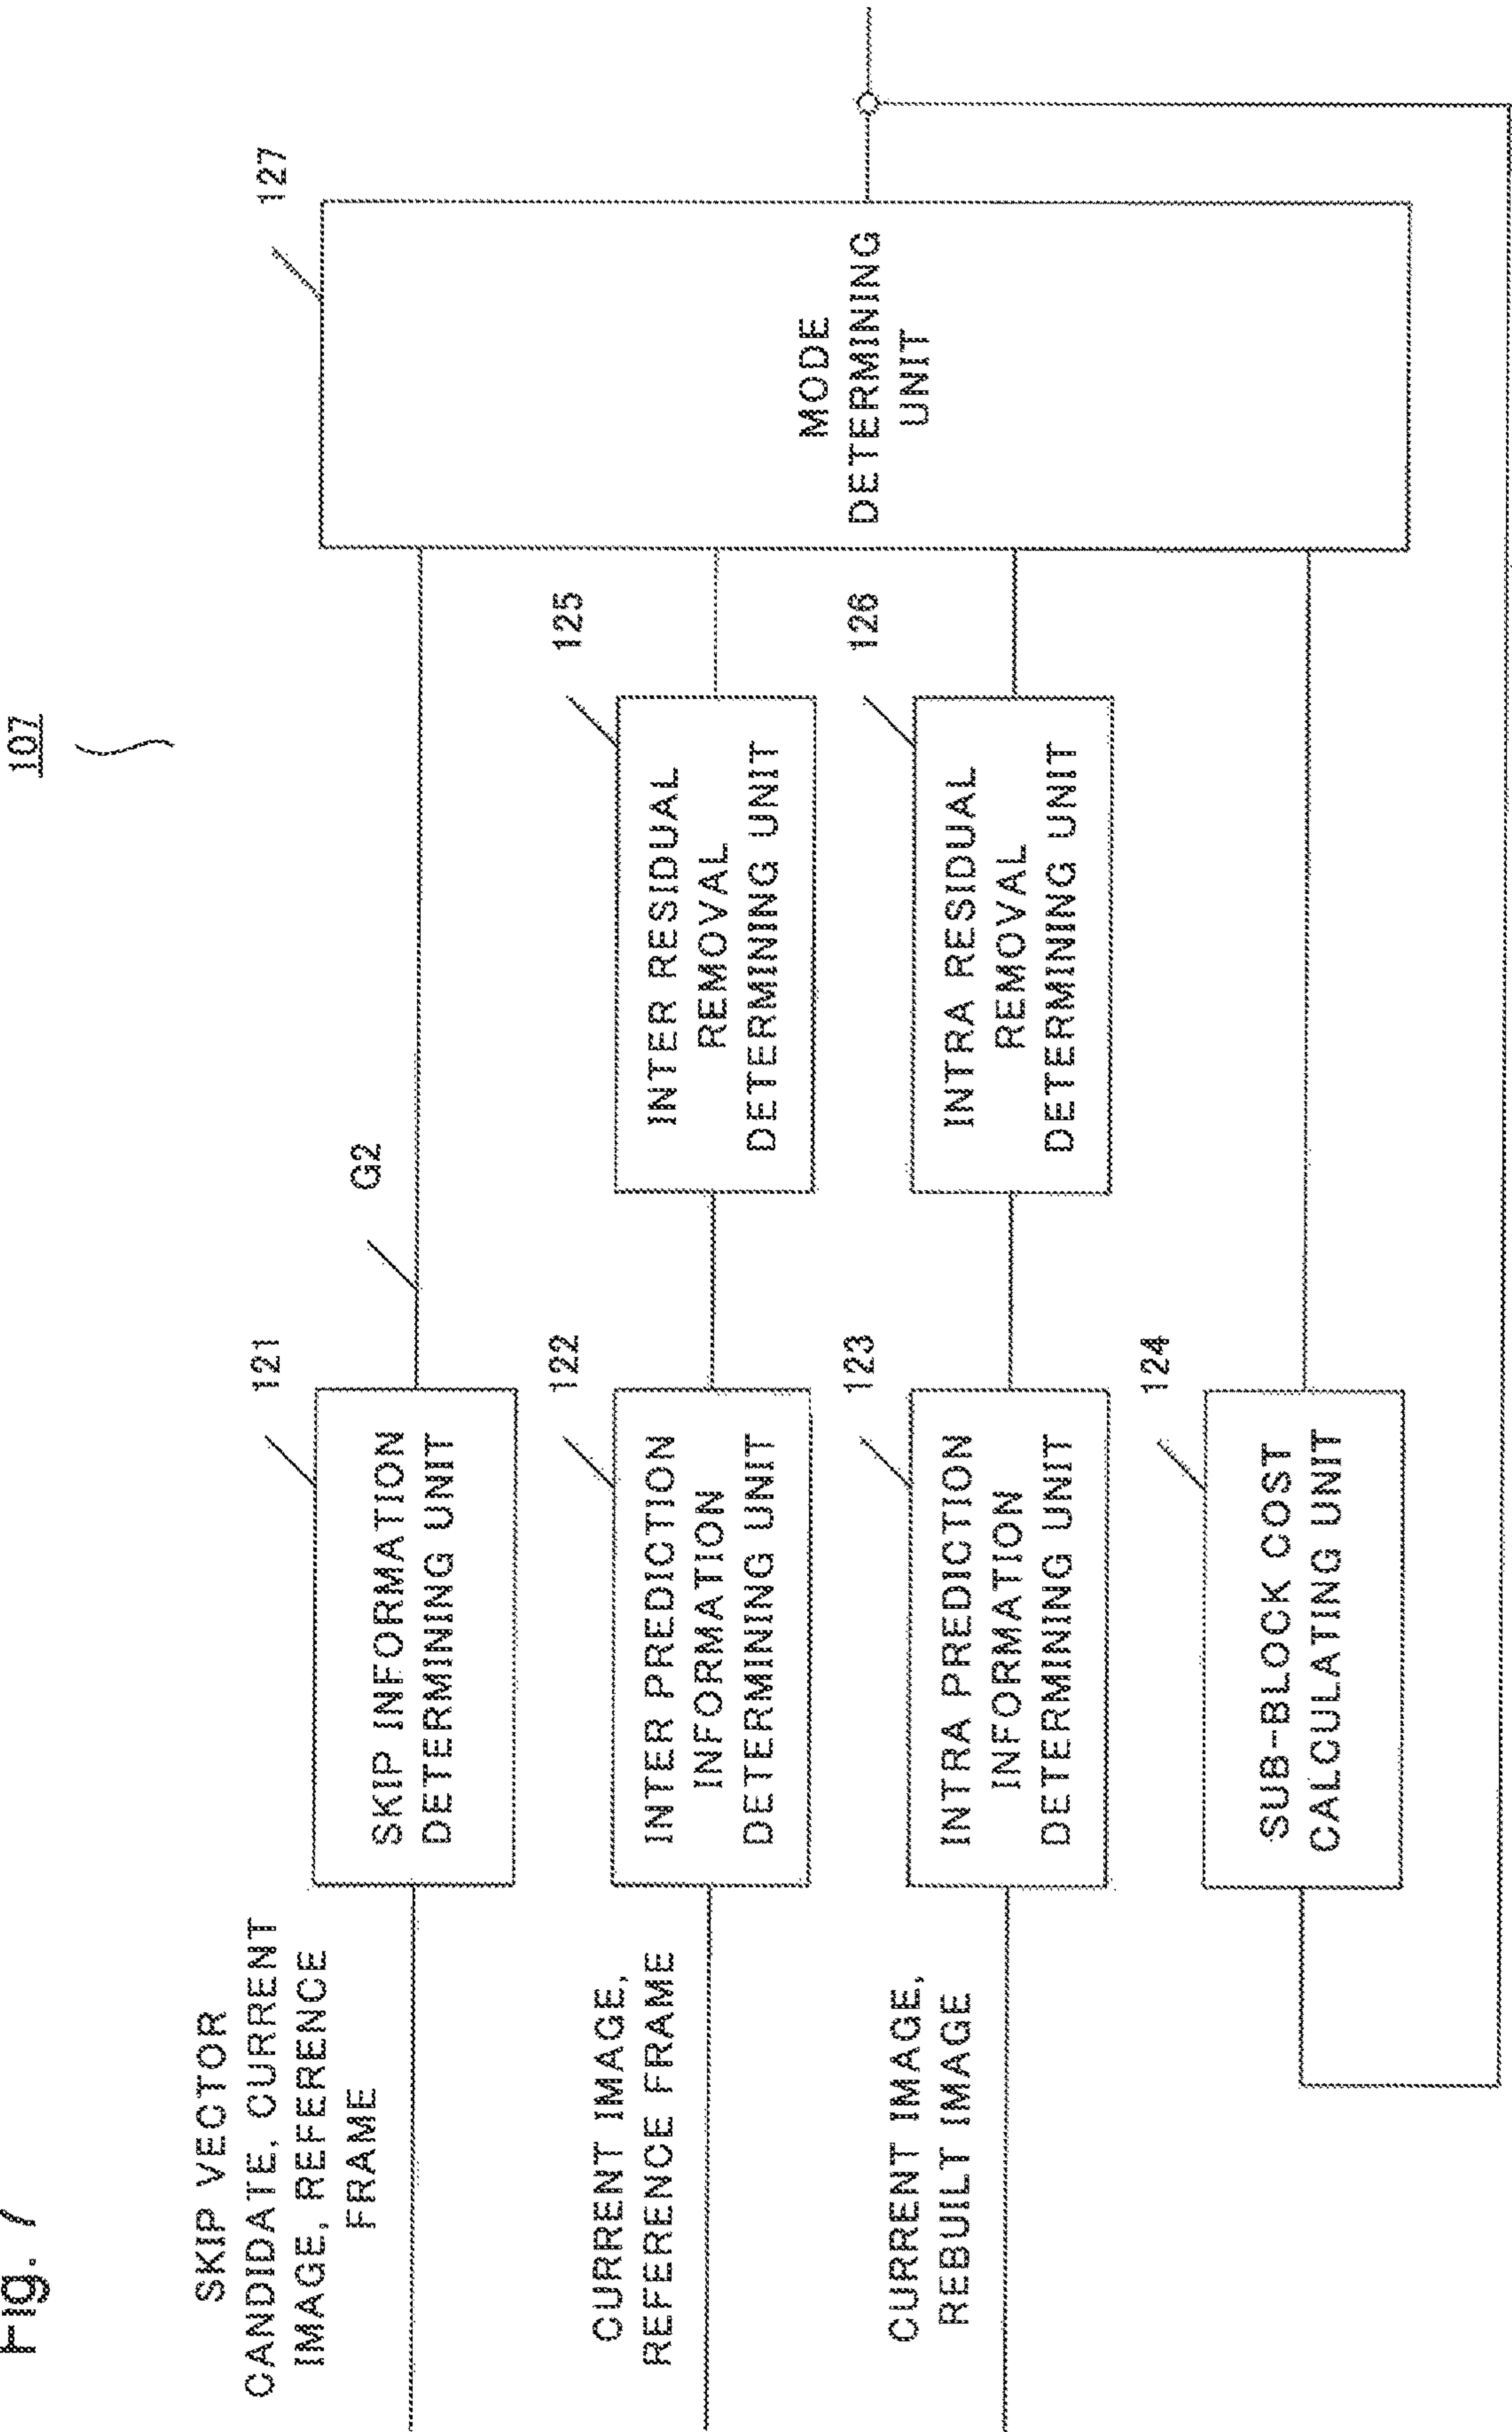 Fig. 7
107
SKIP VECTOR
CANDIDATE, CURRENT
IMAGE, REFERENCE
FRAME
121
SKIP INFORMATION
DETERMINING UNIT
G2
CURRENT IMAGE,
REFERENCE FRAME
122
INTER PREDICTION
INFORMATION
DETERMINING UNIT
125
INTER RESIDUAL
REMOVAL
DETERMINING UNIT
CURRENT IMAGE,
REBUILT IMAGE
123
INTRA PREDICTION
INFORMATION
DETERMINING UNIT
126
INTRA RESIDUAL
REMOVAL
DETERMINING UNIT
124
SUB-BLOCK COST
CALCULATING UNIT
127
MODE
DETERMINING
UNIT